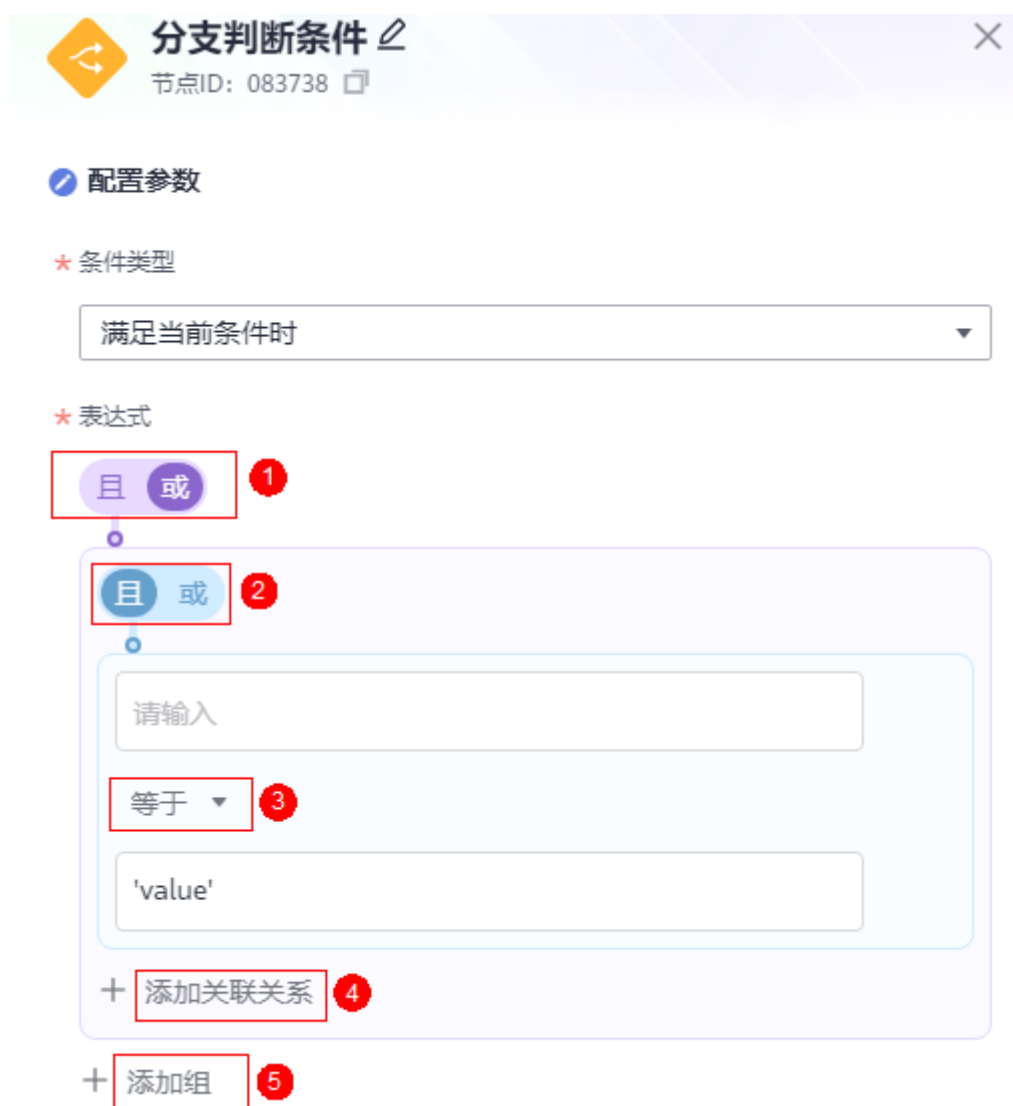 分支判断条件
节点ID：083738
配置参数
* 条件类型
满足当前条件时
* 表达式
且 或 1
且 或 2
请输入
等于 3
'value'
+ 添加关联关系 4
+ 添加组 5